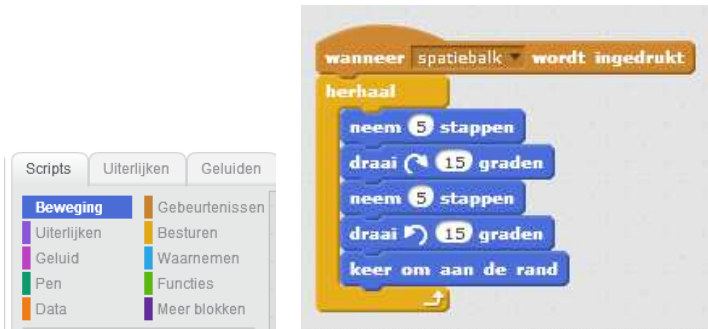 Scripts Uiterlijken Geluiden
Beweging Gebeurtenissen
Uiterlijken Besturen
Geluid Waarnemen
Pen Functies
Data Meer blokken
wanneer spatiebalk wordt ingedrukt
herhaal
neem 5 stappen
draai 15 graden
neem 5 stappen
draai 15 graden
keer om aan de rand